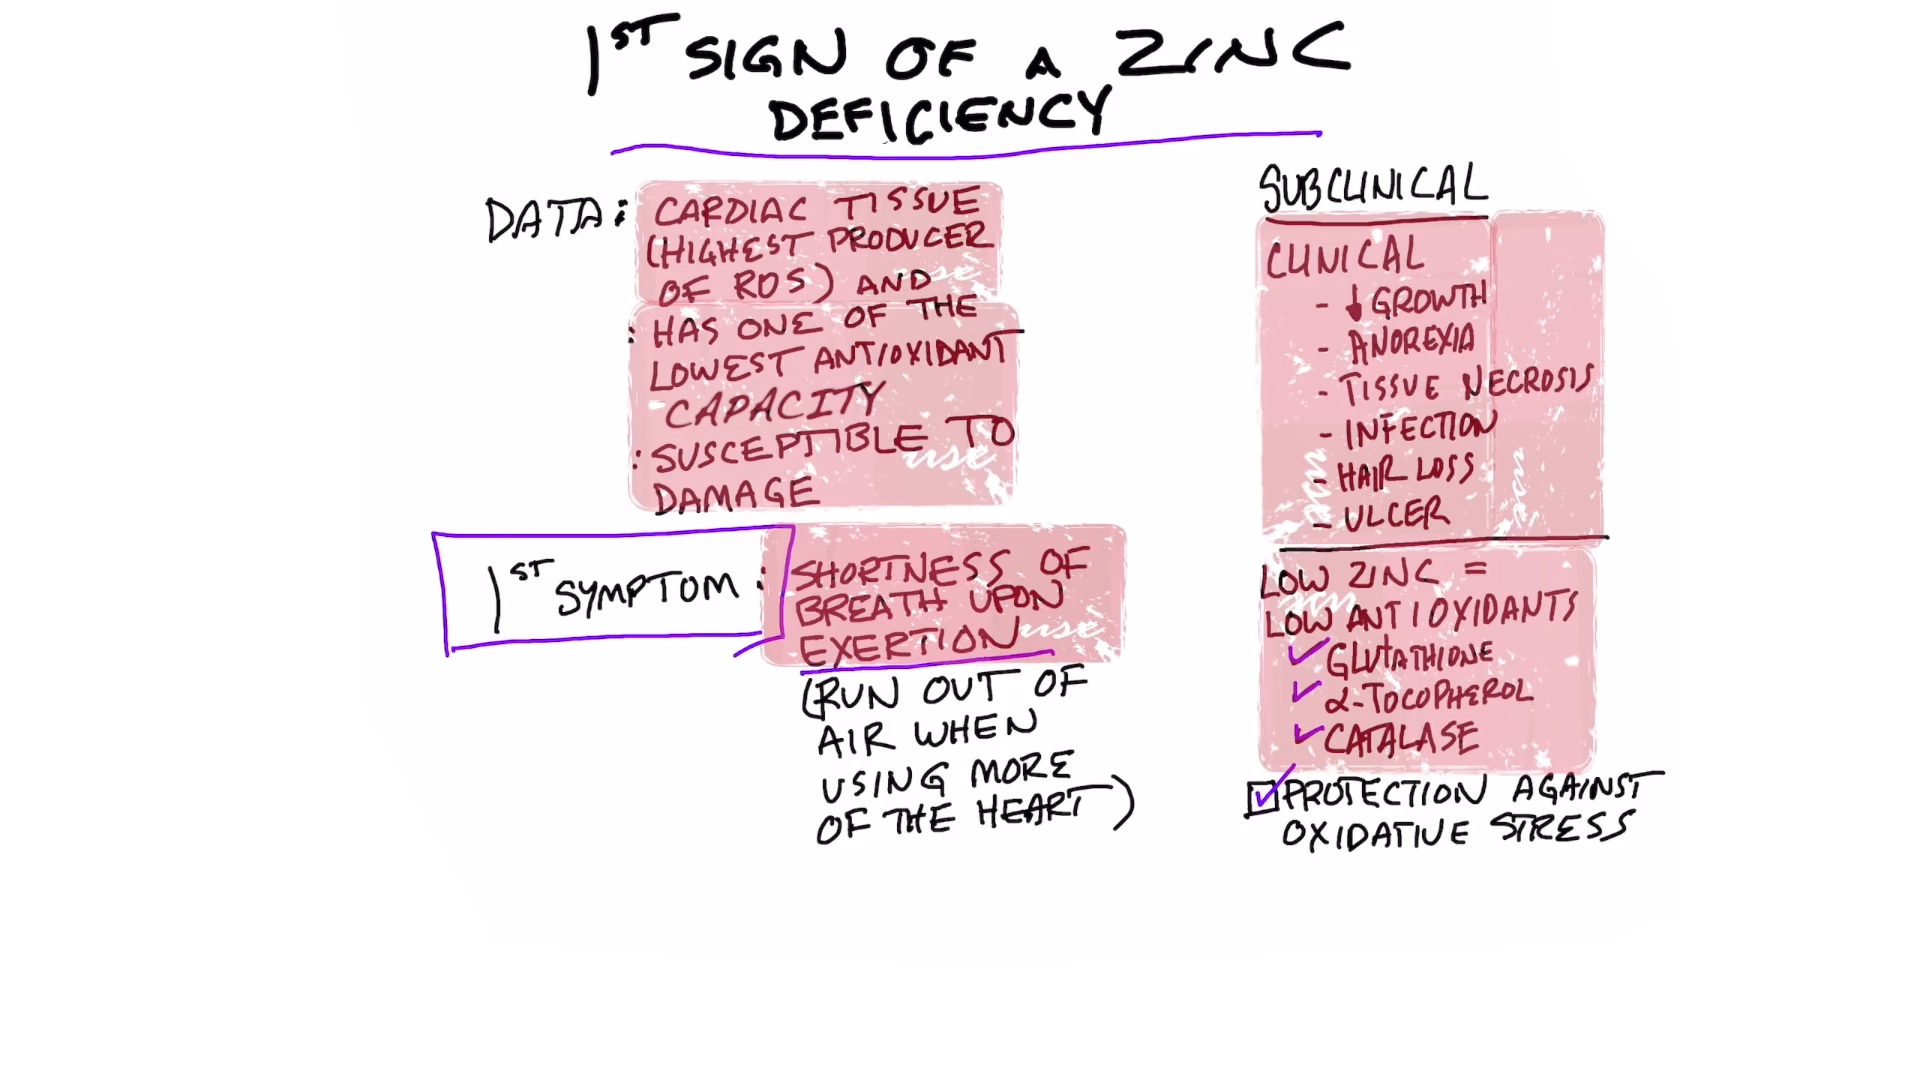 1ST SIGN OF A ZINC
DEFICIENCY
DATA: CARDIAC TISSUE
(HIGHEST PRODUCER
OF ROS) AND
: HAS ONE OF THE
LOWEST ANTIOXIDANT
CAPACITY
: SUSCEPTIBLE TO
DAMAGE
1ST SYMPTOM : SHORTNESS OF
BREATH UPON
EXERTION
(RUN OUT OF
AIR WHEN
USING MORE
OF THE HEART)
SUBCLINICAL
CLINICAL
- ↓ GROWTH
- ANOREXIA
- TISSUE NECROSIS
- INFECTION
- HAIR LOSS
- ULCER
LOW ZINC =
LOW ANTIOXIDANTS
✓ GLUTATHIONE
✓ α-TOCOPHEROL
✓ CATALASE
☑ PROTECTION AGAINST
OXIDATIVE STRESS
use
use
use